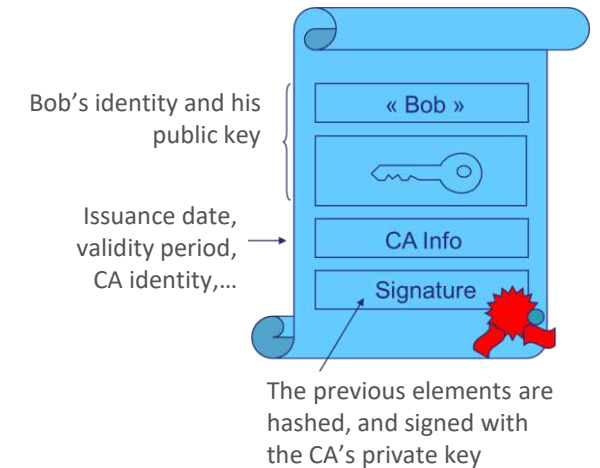 Bob’s identity and his
public key
« Bob »
Issuance date,
validity period,
CA identity,…
CA Info
Signature
The previous elements are
hashed, and signed with
the CA’s private key